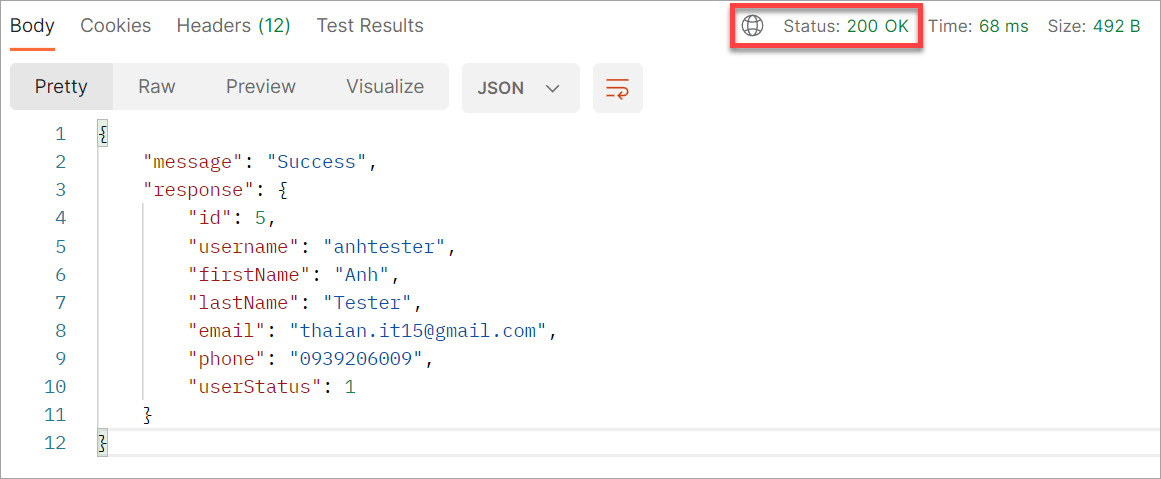 Body Cookies Headers (12) Test Results Status: 200 OK Time: 68 ms Size: 492 B
Pretty Raw Preview Visualize JSON
1 {
2 "message": "Success",
3 "response": {
4 "id": 5,
5 "username": "anhtester",
6 "firstName": "Anh",
7 "lastName": "Tester",
8 "email": "thaian.it15@gmail.com",
9 "phone": "0939206009",
10 "userStatus": 1
11 }
12 }